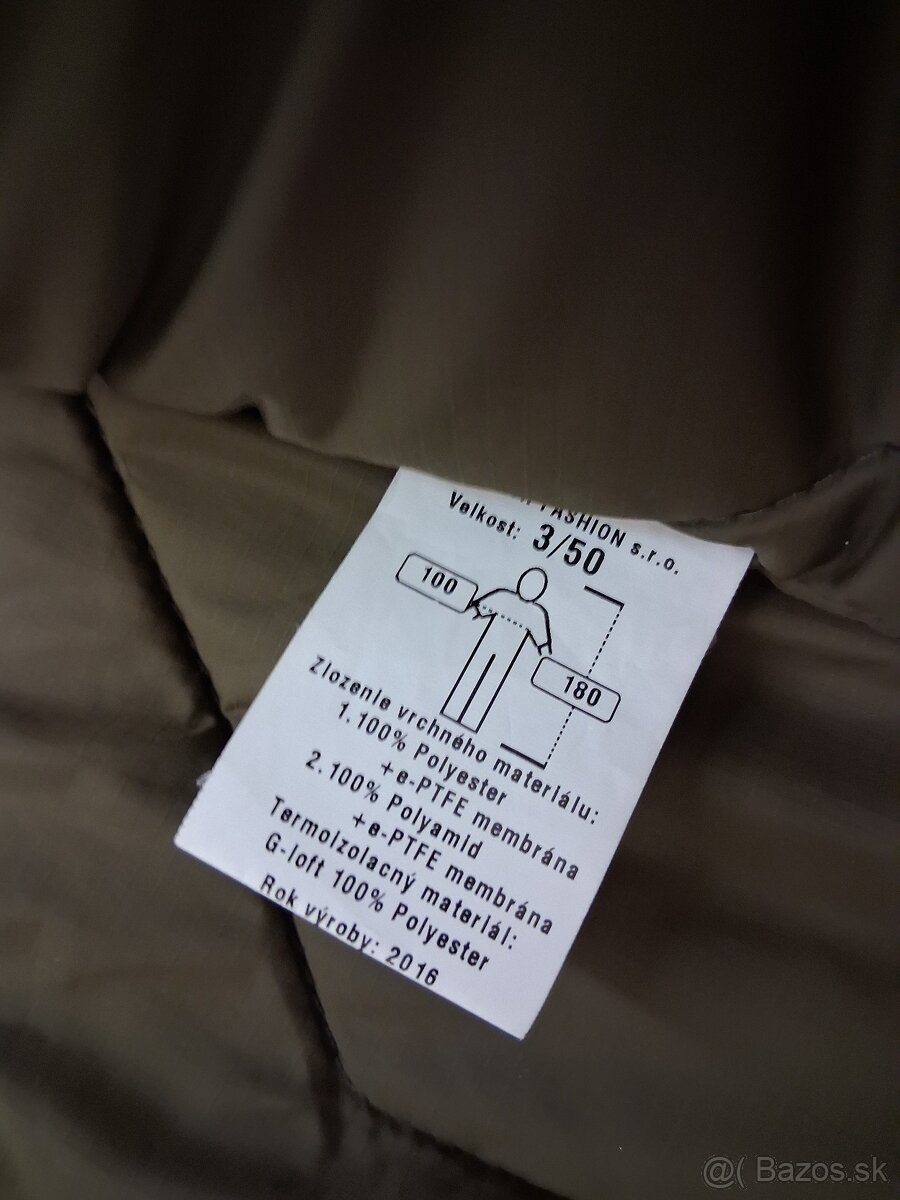 FASHION s.r.o.
Velkost: 3/50
100
180
Zlozenie vrchného materiálu:
1. 100% Polyester
+e-PTFE membrána
2. 100% Polyamid
+e-PTFE membrána
Termoizolacný materiál:
G-loft 100% Polyester
Rok výroby: 2016
@( Bazos.sk